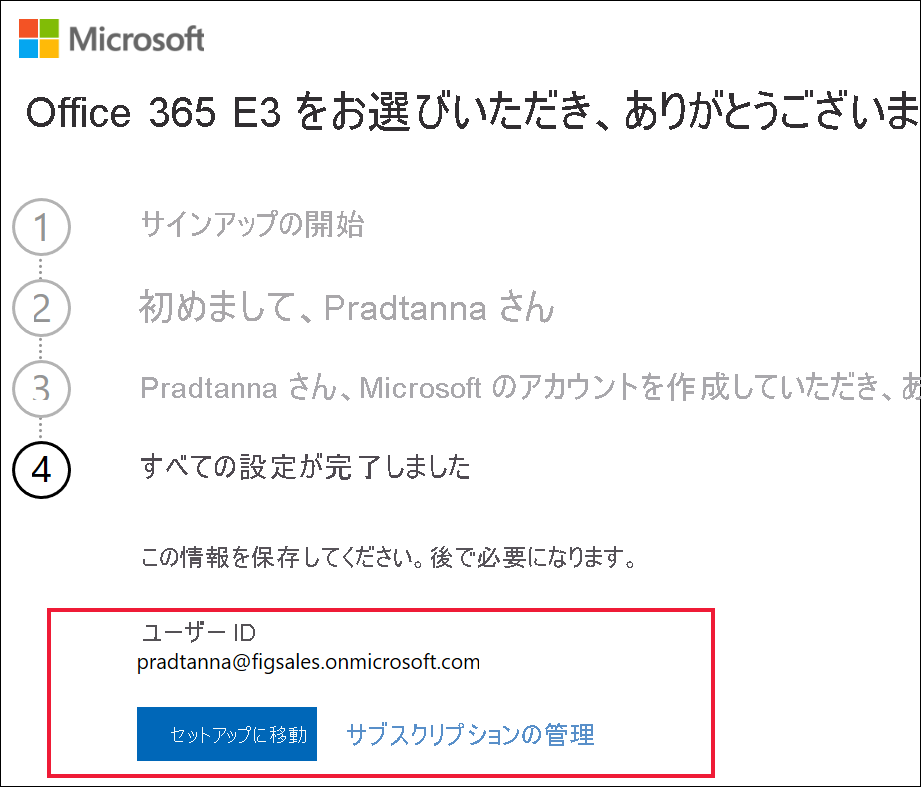 Microsoft
Office 365 E3 をお選びいただき、ありがとうございま
1 サインアップの開始
2 初めまして、Pradtanna さん
3 Pradtanna さん、Microsoft のアカウントを作成していただき、あ
4 すべての設定が完了しました
この情報を保存してください。後で必要になります。
ユーザー ID
pradtanna@figsales.onmicrosoft.com
セットアップに移動 サブスクリプションの管理